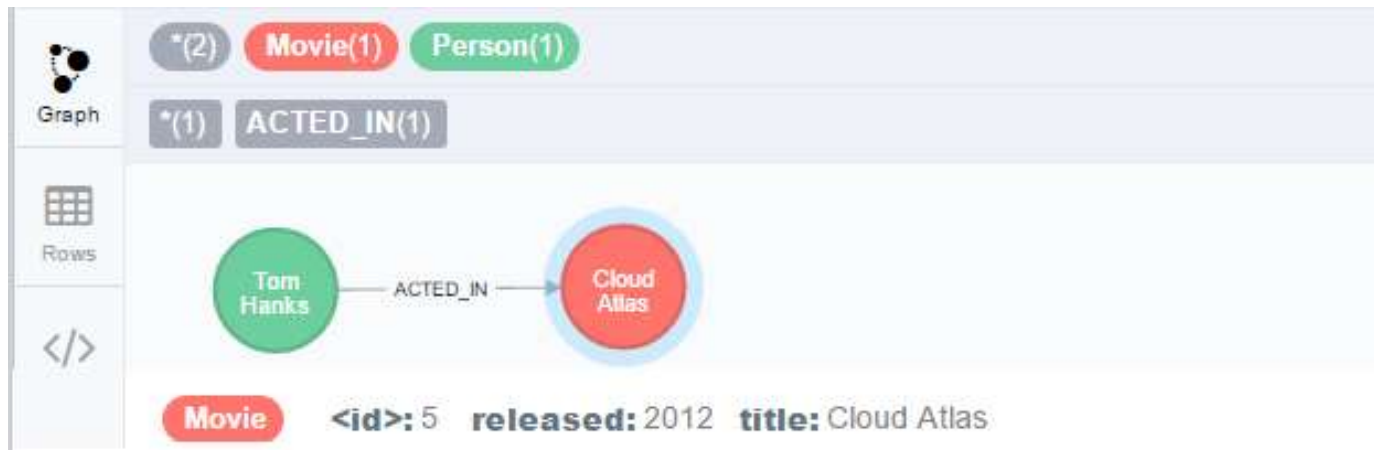 *(2) Movie(1) Person(1)
Graph
*(1) ACTED_IN(1)
Rows
Tom
Hanks
ACTED_IN
Cloud
Atlas
</>
Movie <id>: 5 released: 2012 title: Cloud Atlas